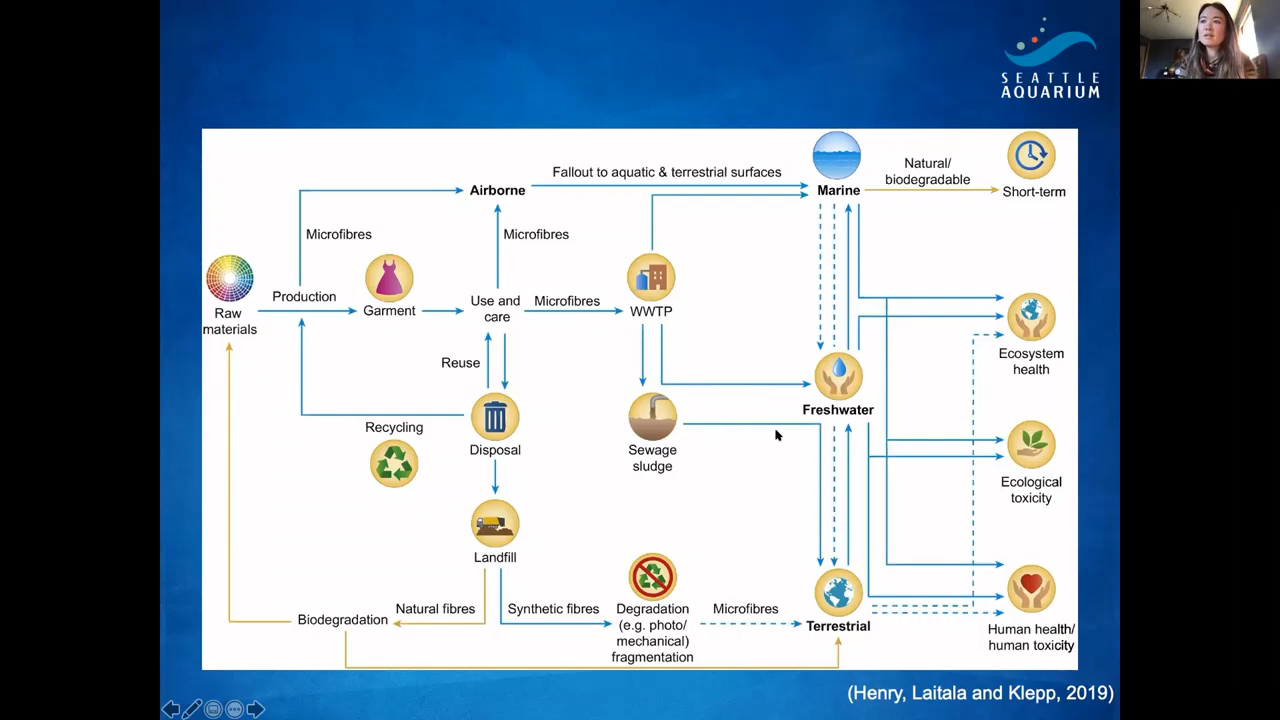 SEATTLE
AQUARIUM
Fallout to aquatic & terrestrial surfaces
Natural/
biodegradable
Airborne
Marine
Short-term
Microfibres
Microfibres
Production
Garment
Use and
care
Microfibres
WWTP
Raw
materials
Reuse
Ecosystem
health
Freshwater
Recycling
Disposal
Sewage
sludge
Ecological
toxicity
Landfill
Natural fibres
Synthetic fibres
Degradation
(e.g. photo/
mechanical)
fragmentation
Microfibres
Biodegradation
Terrestrial
Human health/
human toxicity
(Henry, Laitala and Klepp, 2019)